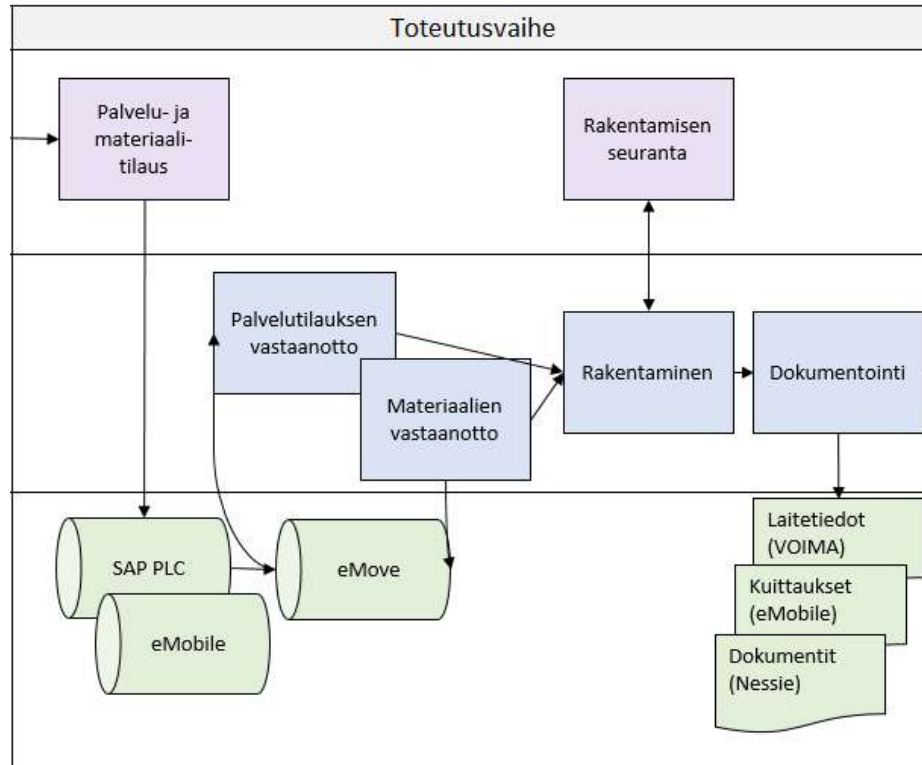 Toteutusvaihe
Palvelu- ja
materiaali-
tilaus
Rakentamisen
seuranta
Palvelutilauksen
vastaanotto
Materiaalien
vastaanotto
Rakentaminen
Dokumentointi
SAP PLC
eMobile
eMove
Laitetiedot
(VOIMA)
Kuittaukset
(eMobile)
Dokumentit
(Nessie)